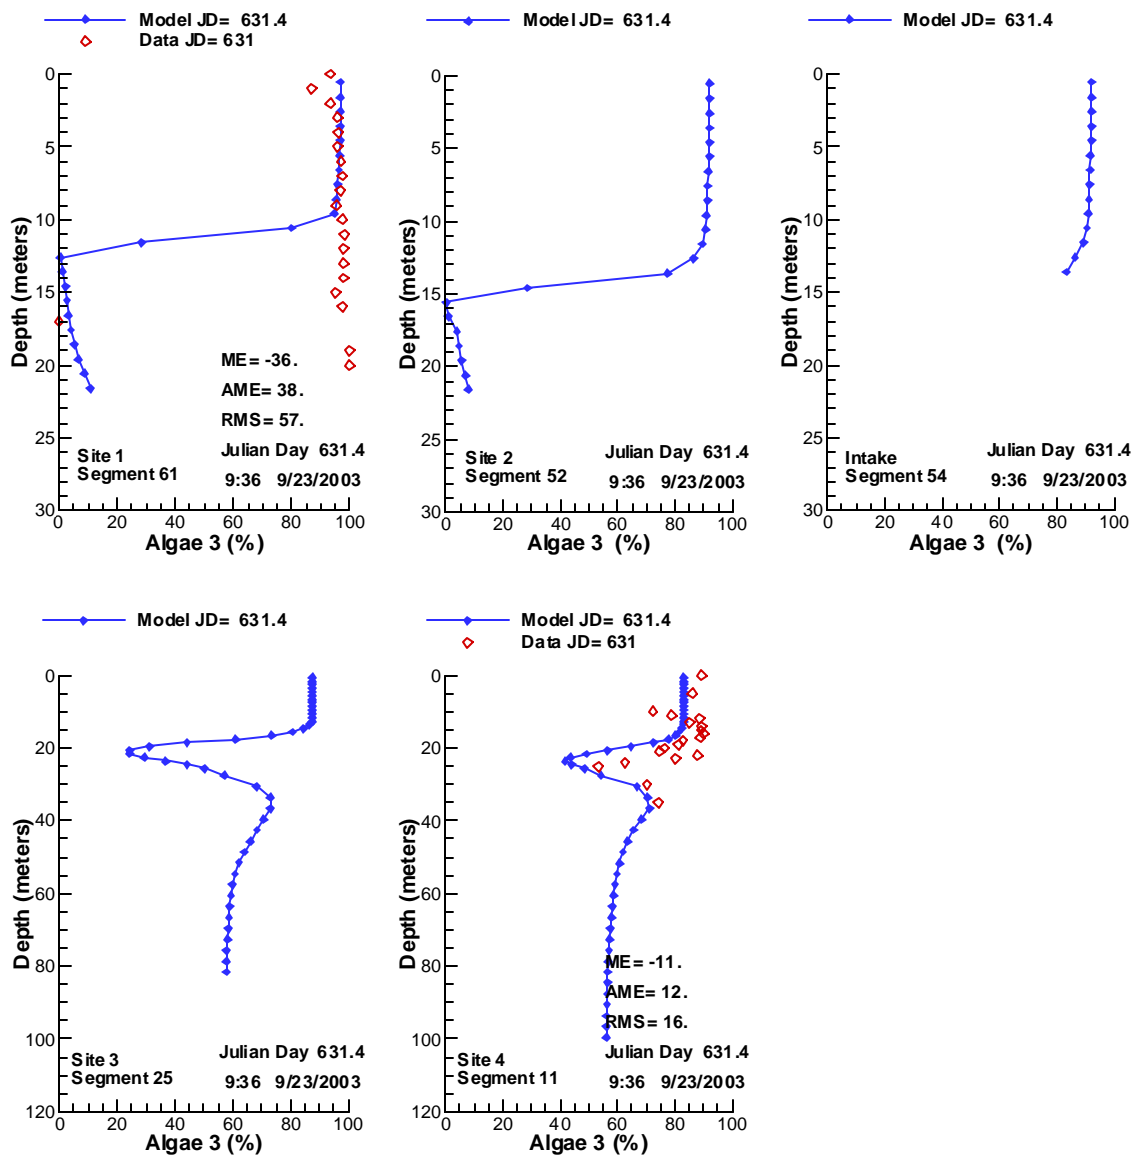 Model JD= 631.4
Data JD= 631
0
5
10
15
20
25
30
Depth (meters)
ME= -36.
AME= 38.
RMS= 57.
Site 1
Segment 61
Julian Day 631.4
9:36 9/23/2003
0 20 40 60 80 100
Algae 3 (%)
Model JD= 631.4
0
5
10
15
20
25
30
Depth (meters)
Site 2
Segment 52
Julian Day 631.4
9:36 9/23/2003
0 20 40 60 80 100
Algae 3 (%)
Model JD= 631.4
0
5
10
15
20
25
30
Depth (meters)
Intake
Segment 54
Julian Day 631.4
9:36 9/23/2003
0 20 40 60 80 100
Algae 3 (%)
Model JD= 631.4
0
20
40
60
80
100
120
Depth (meters)
Site 3
Segment 25
Julian Day 631.4
9:36 9/23/2003
0 20 40 60 80 100
Algae 3 (%)
Model JD= 631.4
Data JD= 631
0
20
40
60
80
100
120
Depth (meters)
ME= -11.
AME= 12.
RMS= 16.
Site 4
Segment 11
Julian Day 631.4
9:36 9/23/2003
0 20 40 60 80 100
Algae 3 (%)